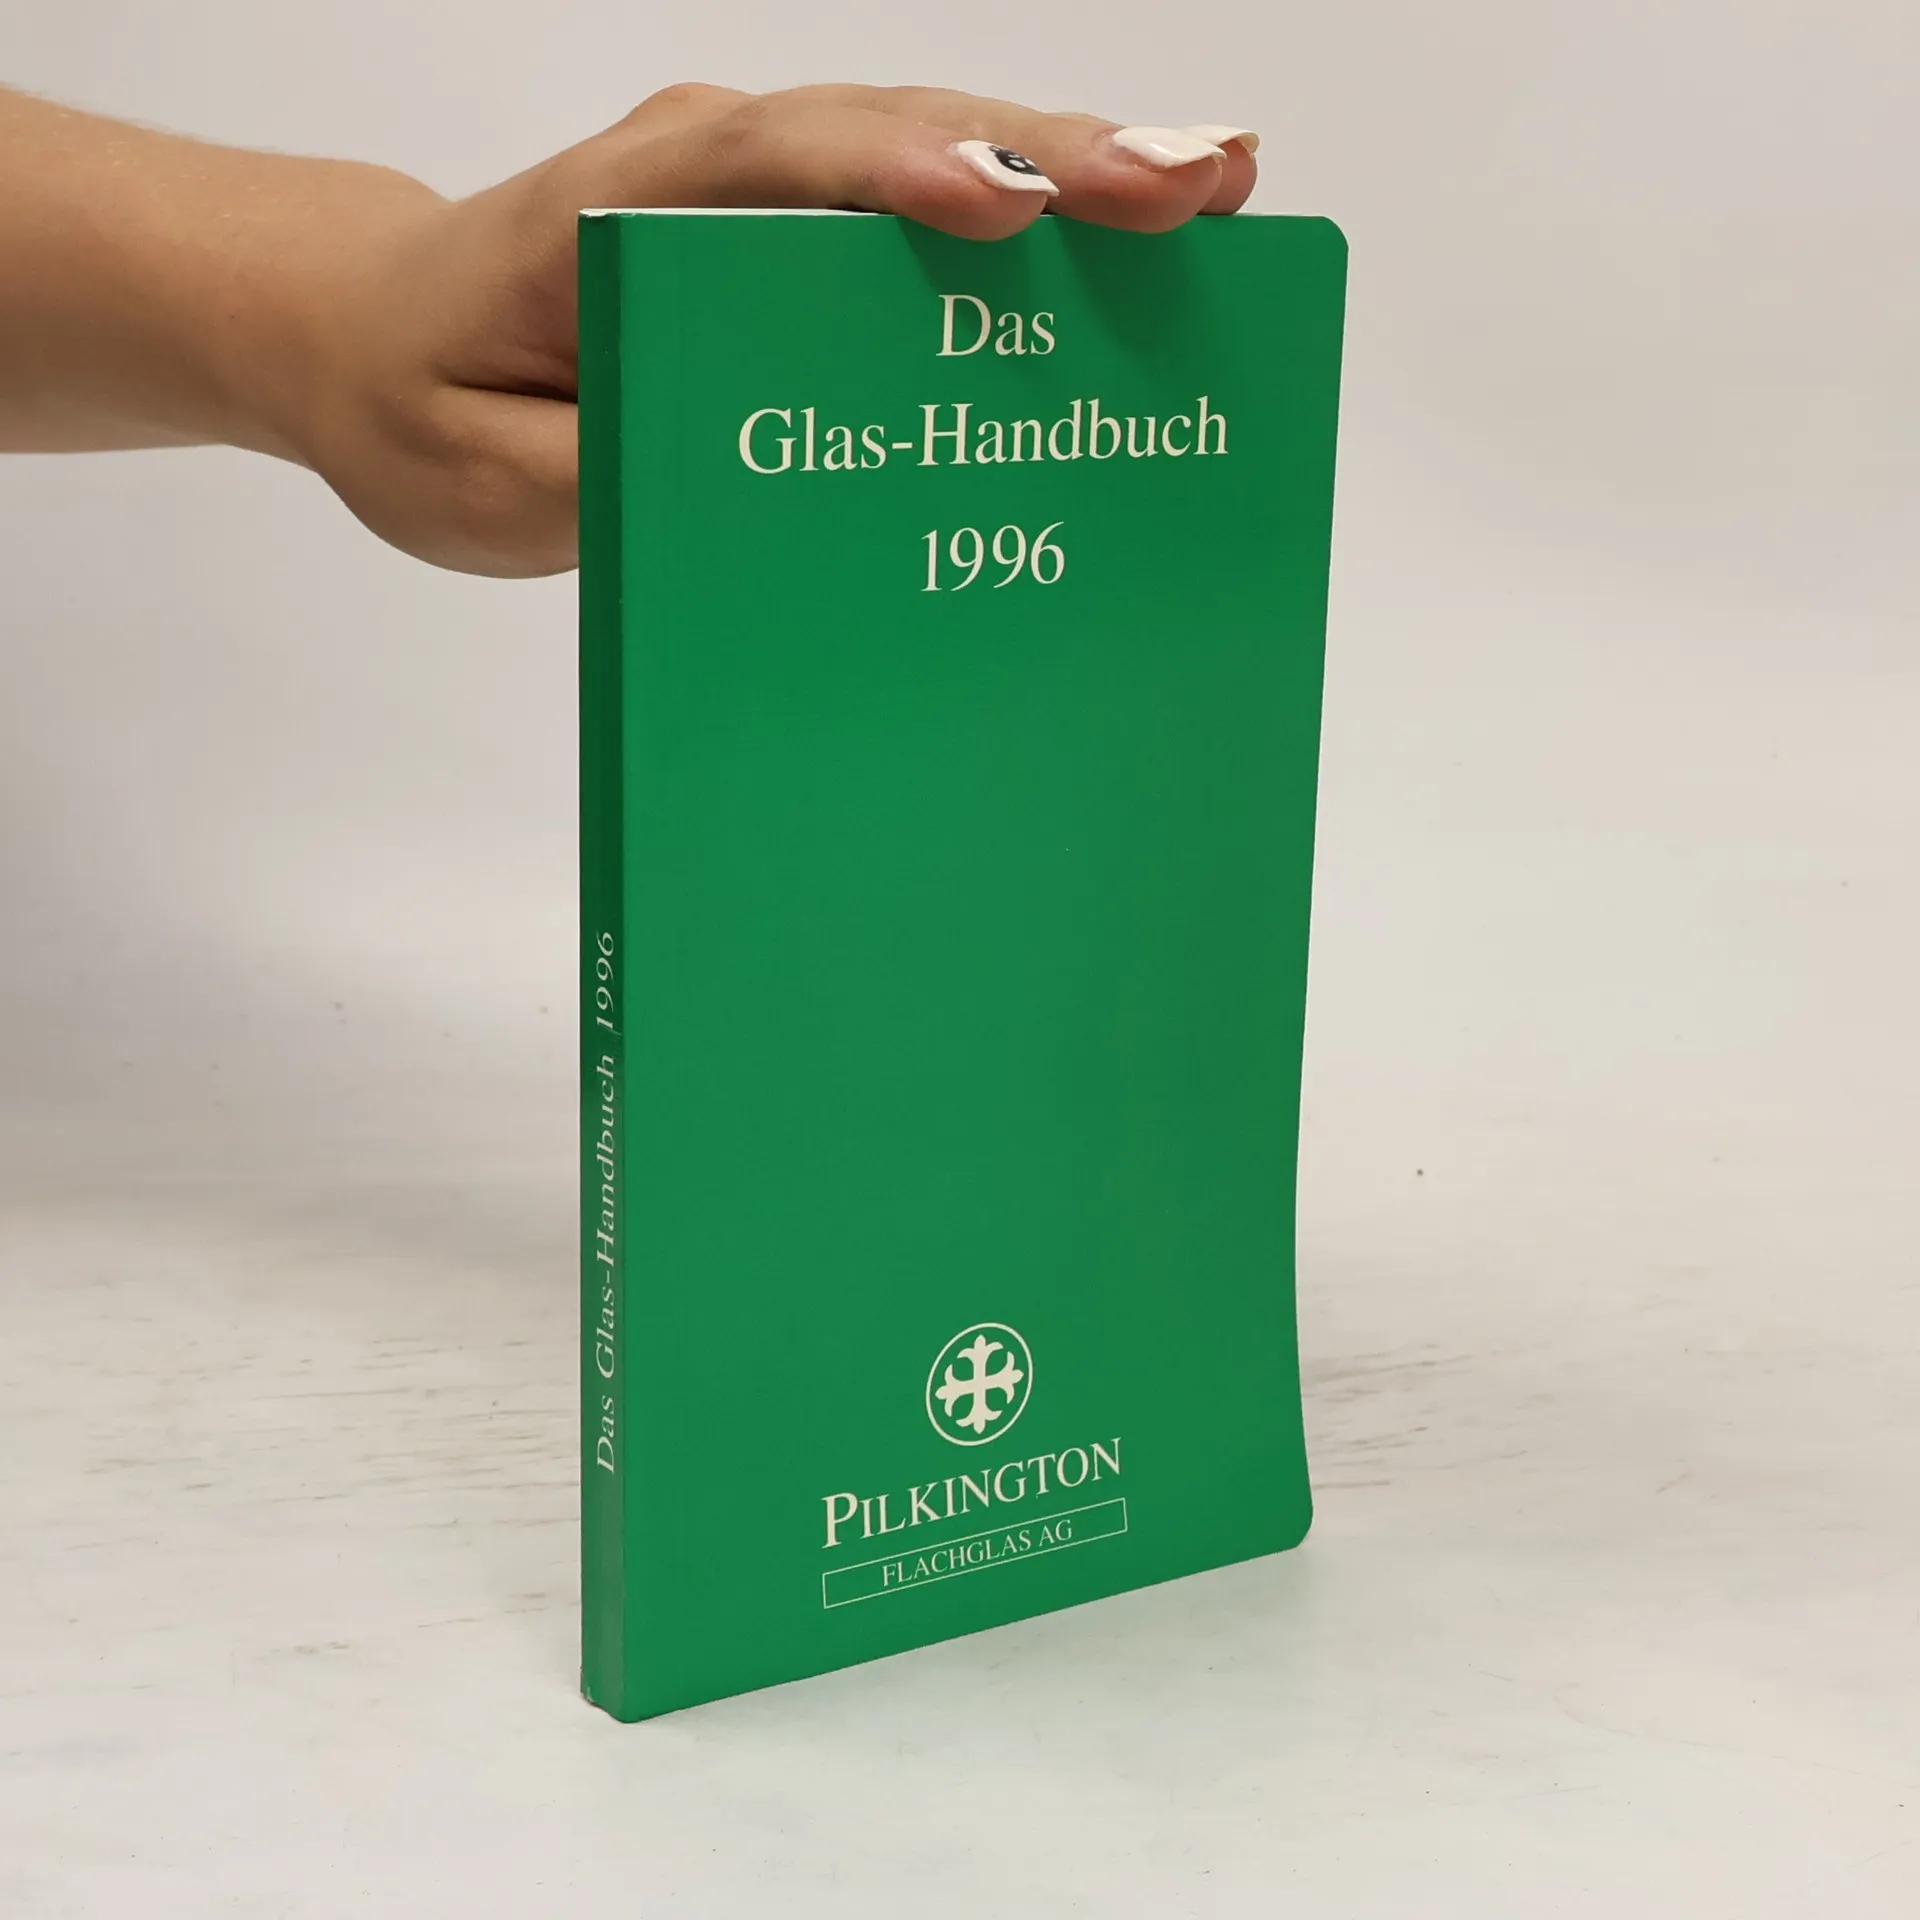 Das
Glas-Handbuch
1996
PILKINGTON
FLACHGLAS AG
Das Glas-Handbuch 1996